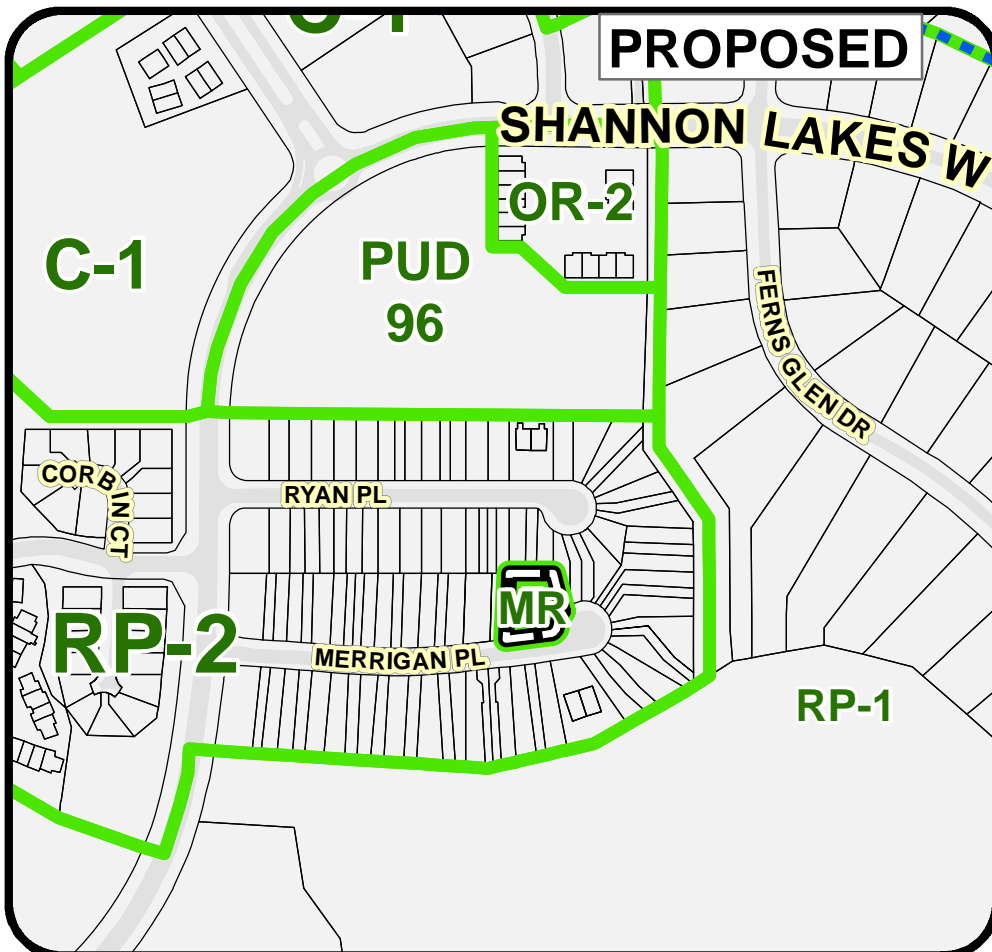 C-1
PROPOSED
SHANNON LAKES W
OR-2
C-1
PUD
96
FERNS GLEN DR
CORBIN CT
RYAN PL
MR
RP-2
MERRIGAN PL
RP-1